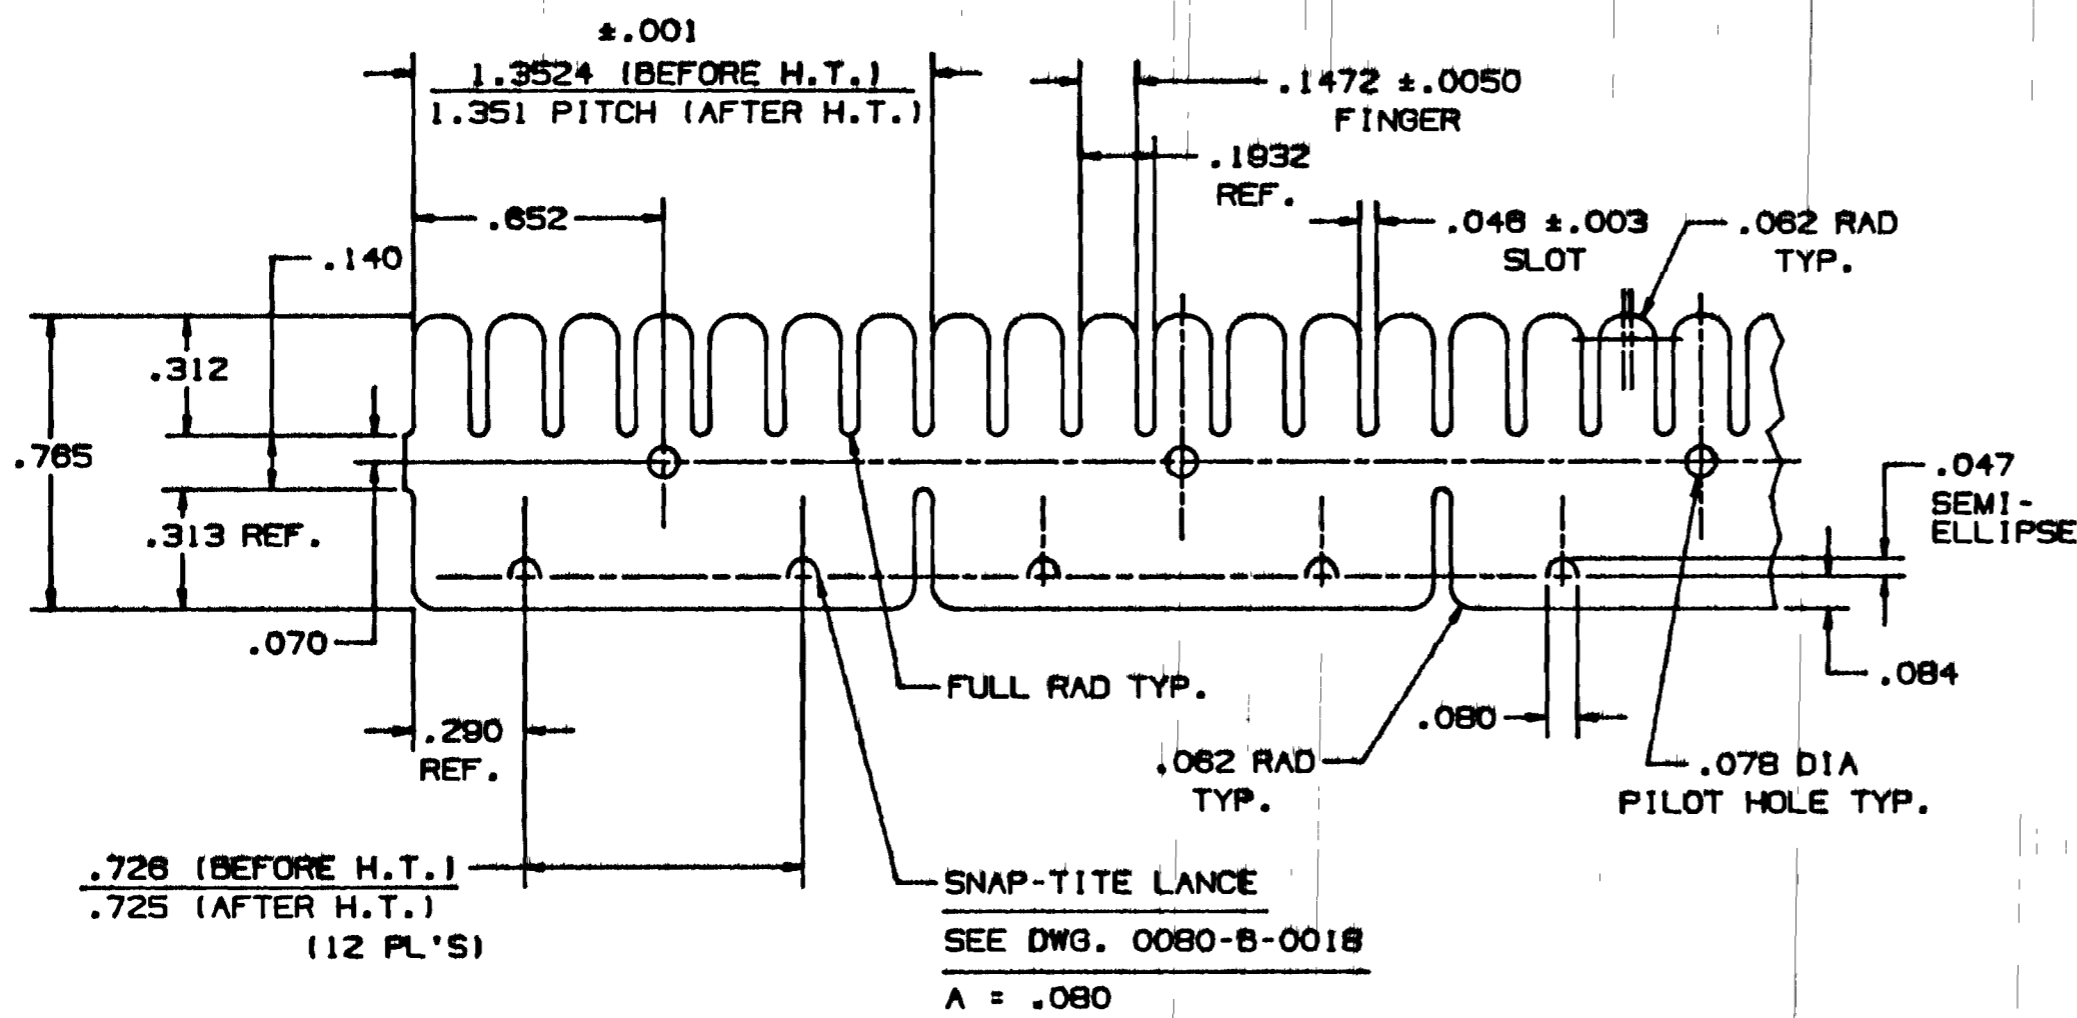 ±.001
1.3524 (BEFORE H.T.)
1.351 PITCH (AFTER H.T.)
.1472 ±.0050
FINGER
.1932
REF.
.652
.046 ±.003
SLOT
.062 RAD
TYP.
.140
.312
.765
.313 REF.
.070
.047
SEMI-
ELLIPSE
.084
FULL RAD TYP.
.290
REF.
.080
.062 RAD
TYP.
.078 DIA
PILOT HOLE TYP.
.726 (BEFORE H.T.)
.725 (AFTER H.T.)
(12 PL'S)
SNAP-TITE LANCE
SEE DWG. 0080-B-0018
A = .080